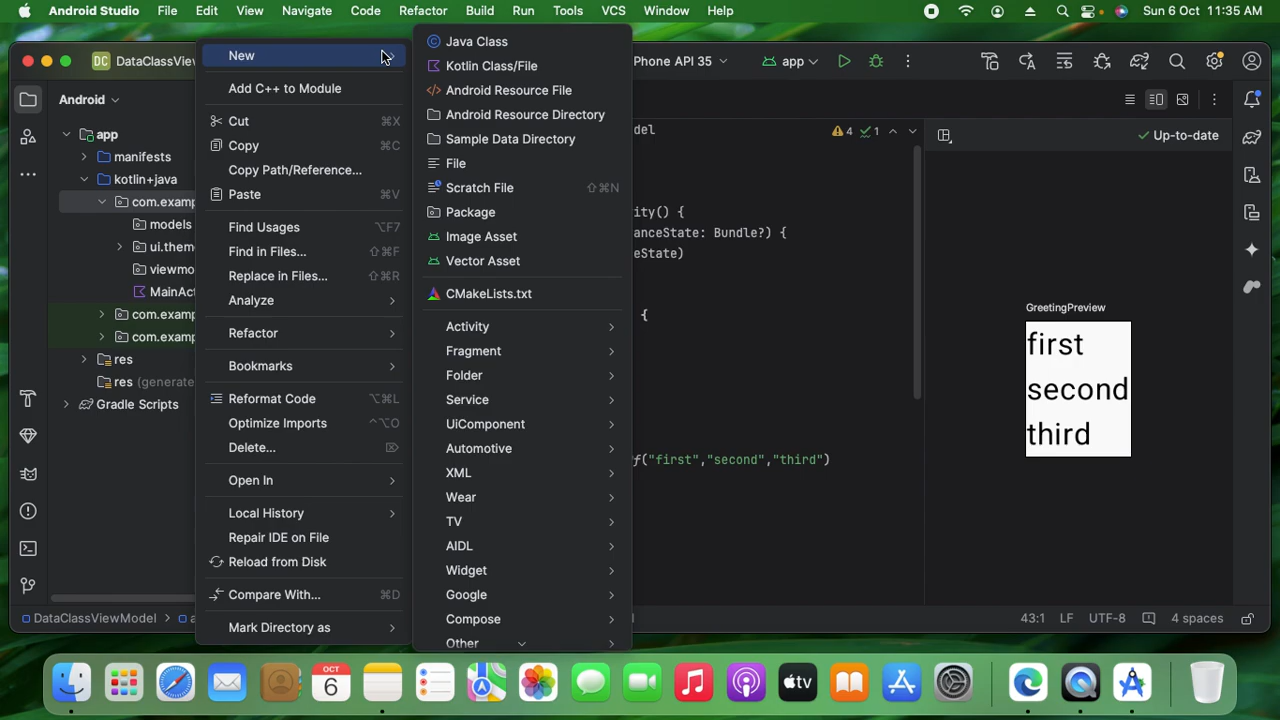 Android Studio File Edit View Navigate Code Refactor Build Run Tools VCS Window Help Sun 6 Oct 11:35 AM
DC DataClassView Phone API 35 app
Android
app
manifests
kotlin+java
com.examp
models
ui.them
viewmo
MainAct
com.examp
com.examp
res
res (generate
Gradle Scripts
New
Add C++ to Module
Cut ⌘X
Copy ⌘C
Copy Path/Reference...
Paste ⌘V
Find Usages ⌥F7
Find in Files... ⇧⌘F
Replace in Files... ⇧⌘R
Analyze
Refactor
Bookmarks
Reformat Code ⌥⌘L
Optimize Imports ^⌥O
Delete... ⌦
Open In
Local History
Repair IDE on File
Reload from Disk
Compare With... ⌘D
Mark Directory as
Java Class
Kotlin Class/File
Android Resource File
Android Resource Directory
Sample Data Directory
File
Scratch File ⇧⌘N
Package
Image Asset
Vector Asset
CMakeLists.txt
Activity
Fragment
Folder
Service
UiComponent
Automotive
XML
Wear
TV
AIDL
Widget
Google
Compose
Other
del
4 1
ity() {
anceState: Bundle?) {
eState)
{
f("first","second","third")
Up-to-date
GreetingPreview
first
second
third
DataClassViewModel
43:1 LF UTF-8 4 spaces
OCT
6
tv